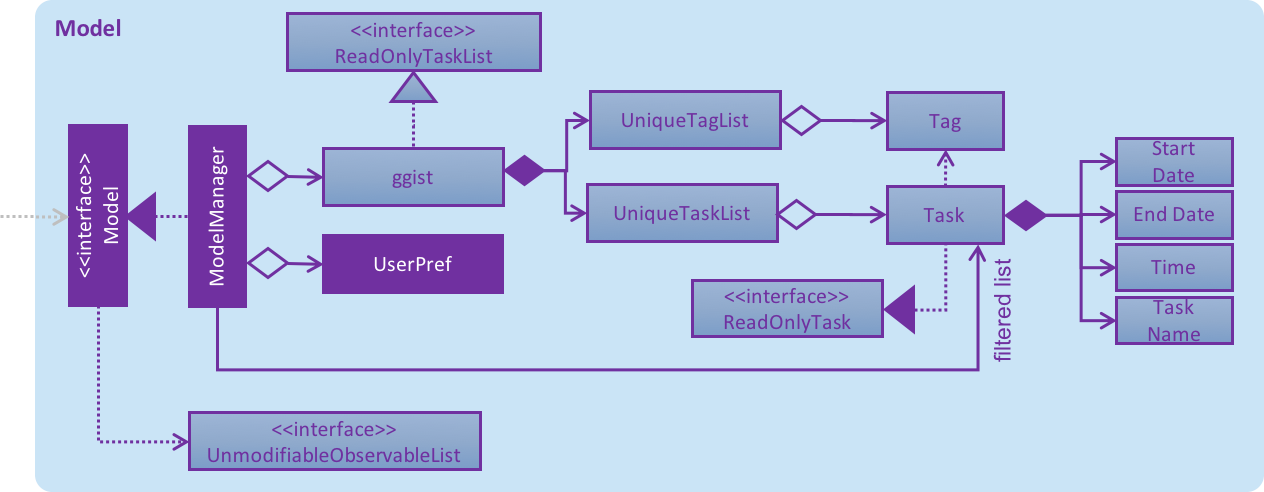 Model
<<interface>>
ReadOnlyTaskList
<<interface>>
Model
ModelManager
ggist
UserPref
UniqueTagList
UniqueTaskList
Tag
Task
<<interface>>
ReadOnlyTask
filtered list
Start
Date
End Date
Time
Task
Name
<<interface>>
UnmodifiableObservableList